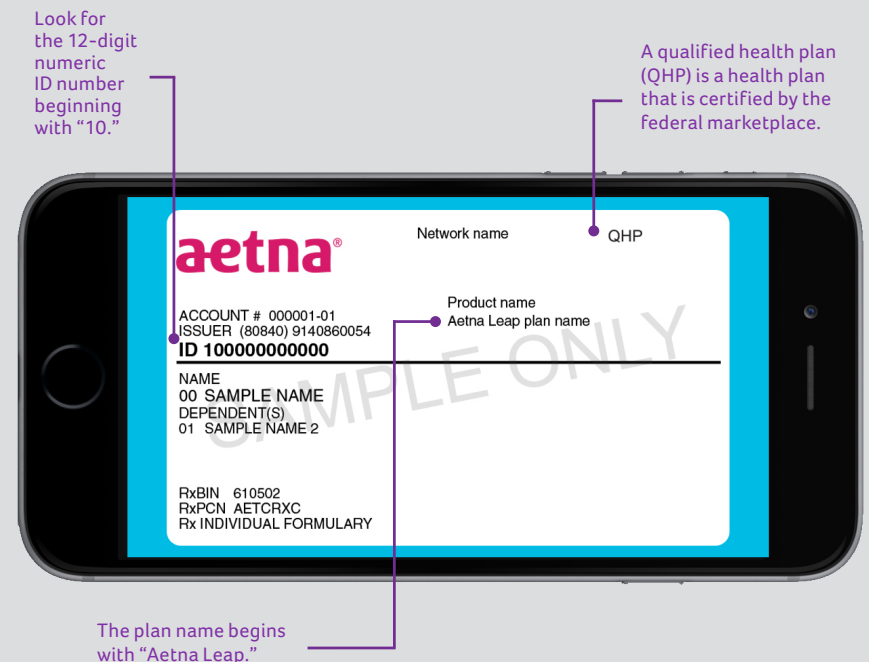 Look for
the 12-digit
numeric
ID number
beginning
with “10.”
A qualified health plan
(QHP) is a health plan
that is certified by the
federal marketplace.
aetna®
Network name
QHP
Product name
Aetna Leap plan name
ACCOUNT # 000001-01
ISSUER (80840) 9140860054
ID 100000000000
NAME
00 SAMPLE NAME
DEPENDENT(S)
01 SAMPLE NAME 2
SAMPLE ONLY
RxBIN 610502
RxPCN AETCRXC
Rx INDIVIDUAL FORMULARY
The plan name begins
with “Aetna Leap.”